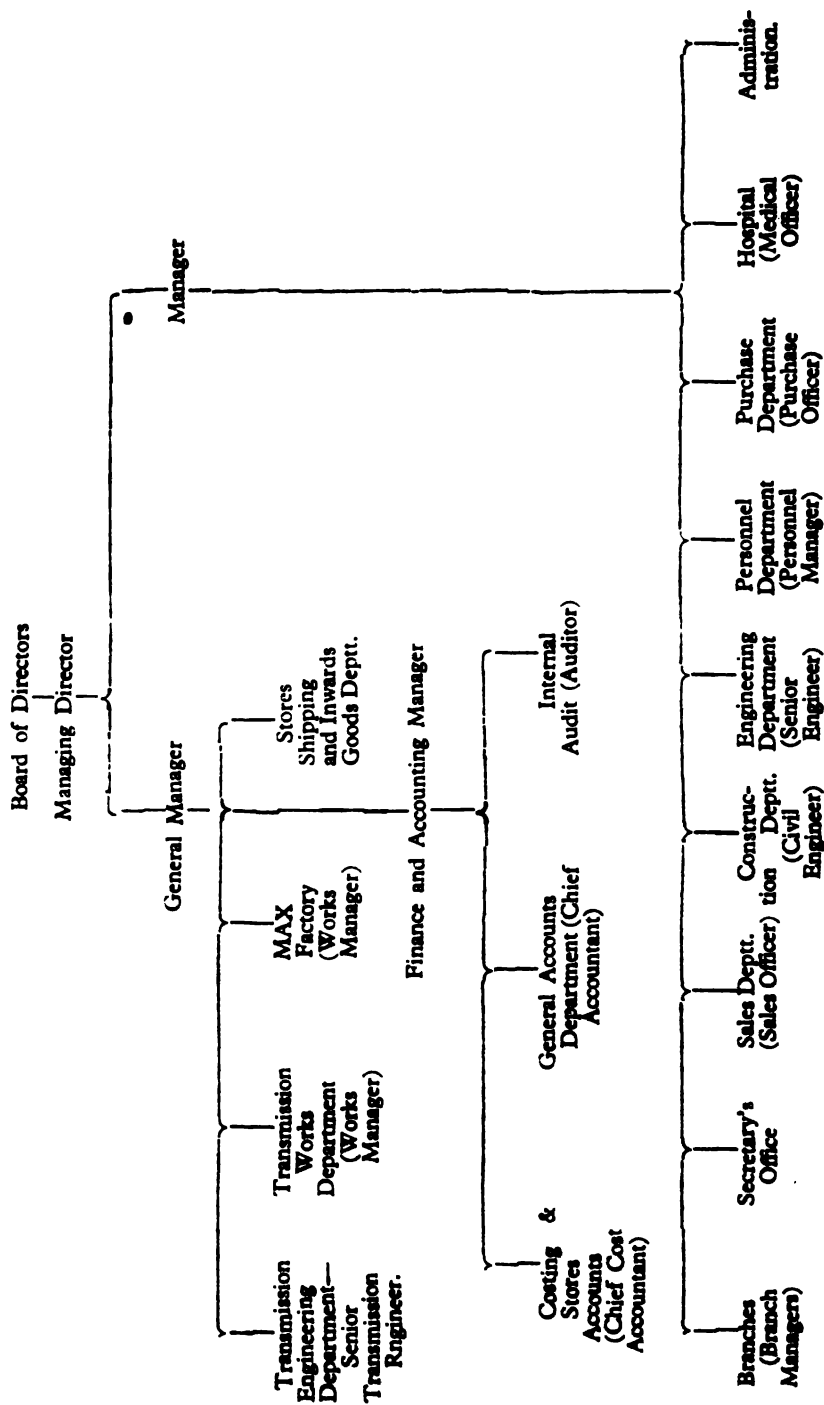 Board of Directors
Managing Director
General Manager
Manager
Transmission
Engineering
Department—
Senior
Transmission
Rngineer.
Transmission
Works
Department
(Works
Manager)
MAX
Factory
(Works
Manager)
Stores
Shipping
and Inwards
Goods Deptt.
Finance and Accounting Manager
Costing &
Stores
Accounts
(Chief Cost
Accountant)
General Accounts
Department (Chief
Accountant)
Internal
Audit (Auditor)
Branches
(Branch
Managers)
Secretary's
Office
Sales Deptt.
(Sales Officer)
Construc-
tion Deptt.
(Civil
Engineer)
Engineering
Department
(Senior
Engineer)
Personnel
Department
(Personnel
Manager)
Purchase
Department
(Purchase
Officer)
Hospital
(Medical
Officer)
Adminis-
tration.